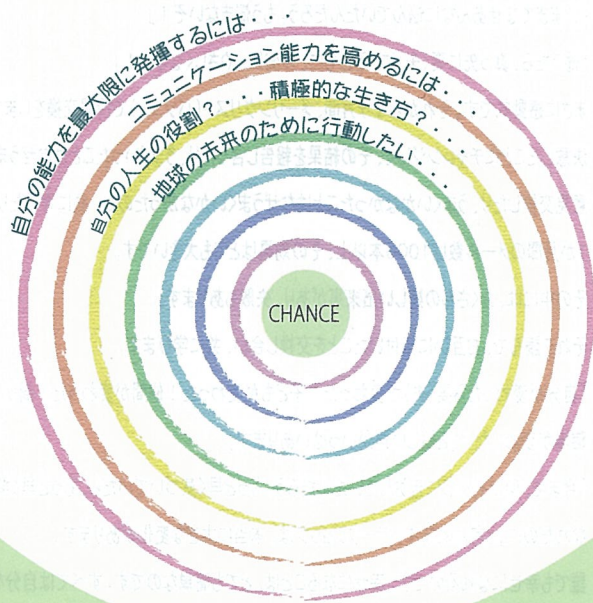 自分の能力を最大限に発揮するには・・・
コミュニケーション能力を高めるには・・・
自分の人生の役割？・・・積極的な生き方？・・・
地球の未来のために行動したい・・・
CHANCE